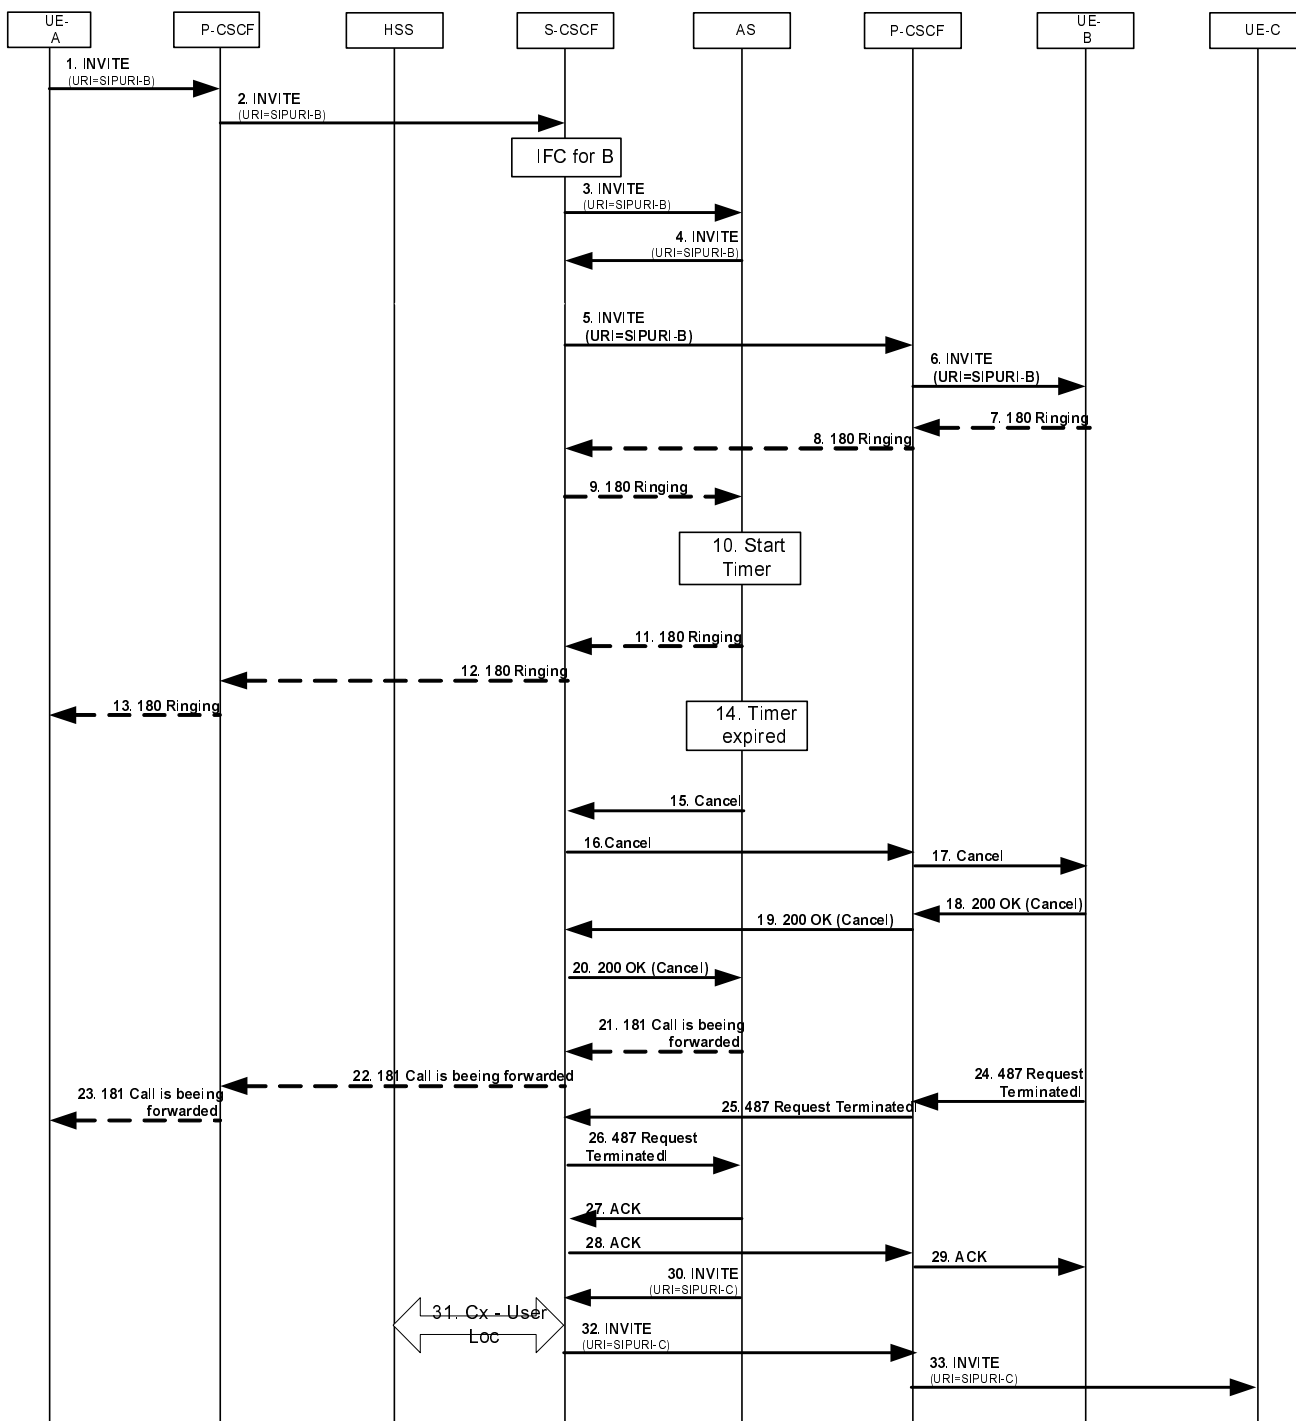 UE-
A
P-CSCF
HSS
S-CSCF
AS
P-CSCF
UE-
B
UE-C
1. INVITE
(URI=SIPURI-B)
2. INVITE
(URI=SIPURI-B)
IFC for B
3. INVITE
(URI=SIPURI-B)
4. INVITE
(URI=SIPURI-B)
5. INVITE
(URI=SIPURI-B)
6. INVITE
(URI=SIPURI-B)
7. 180 Ringing
8. 180 Ringing
9. 180 Ringing
10. Start
Timer
11. 180 Ringing
12. 180 Ringing
13. 180 Ringing
14. Timer
expired
15. Cancel
16.Cancel
17. Cancel
18. 200 OK (Cancel)
19. 200 OK (Cancel)
20. 200 OK (Cancel)
21. 181 Call is beeing
forwarded
22. 181 Call is beeing forwarded
23. 181 Call is beeing
forwarded
24. 487 Request
Terminated
25. 487 Request Terminated
26. 487 Request
Terminated
27. ACK
28. ACK
29. ACK
30. INVITE
(URI=SIPURI-C)
31. Cx - User
Loc
32. INVITE
(URI=SIPURI-C)
33. INVITE
(URI=SIPURI-C)